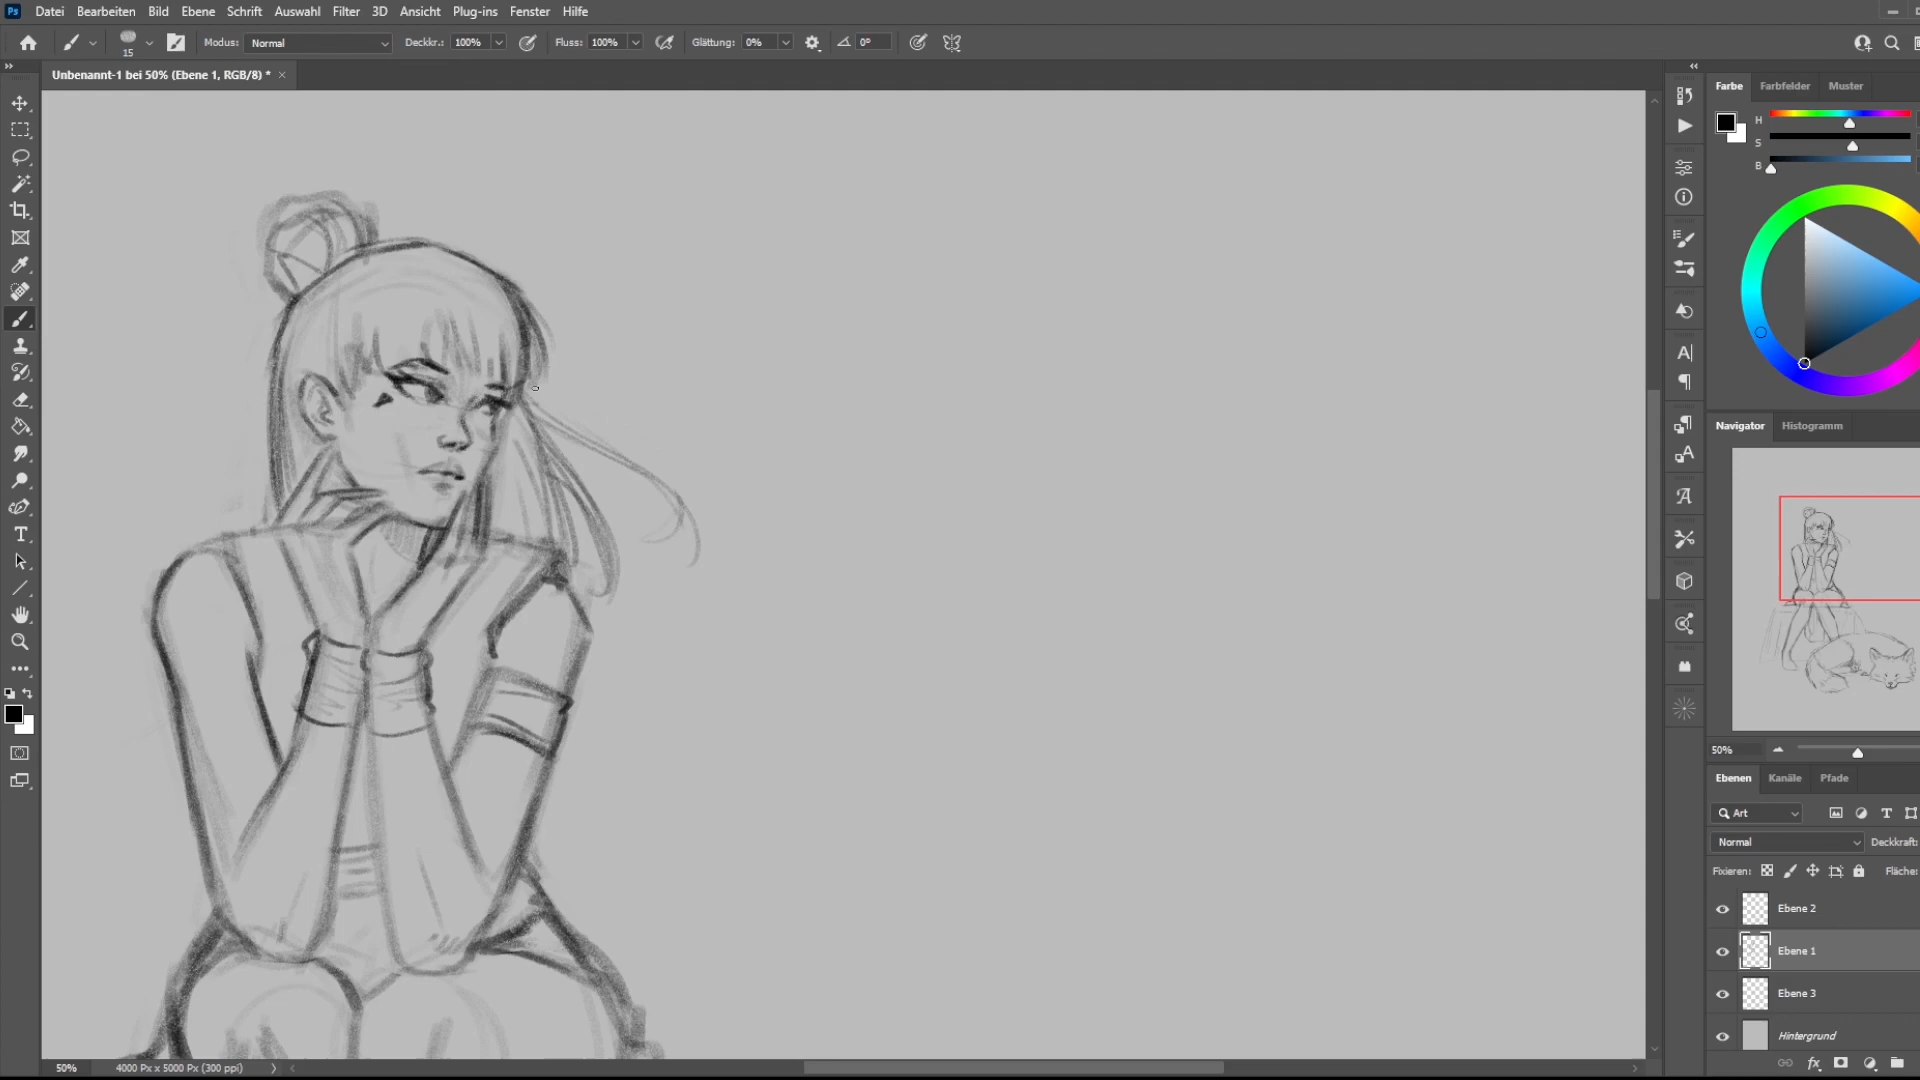 Ps Datei Bearbeiten Bild Ebene Schrift Auswahl Filter 3D Ansicht Plug-ins Fenster Hilfe
15 Modus: Normal Deckkr.: 100% Fluss: 100% Glättung: 0% 0°
Unbenannt-1 bei 50% (Ebene 1, RGB/8) * ×
Farbe Farbfelder Muster
H
S
B
Navigator Histogramm
50%
Ebenen Kanäle Pfade
Art
Normal Deckkraft:
Fixieren: Fläche:
Ebene 2
Ebene 1
Ebene 3
Hintergrund
50% 4000 Px x 5000 Px (300 ppi)